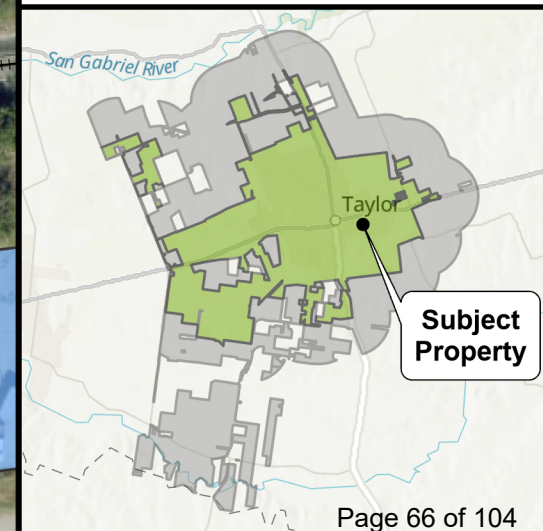 San Gabriel River
Taylor
Subject
Property
Page 66 of 104